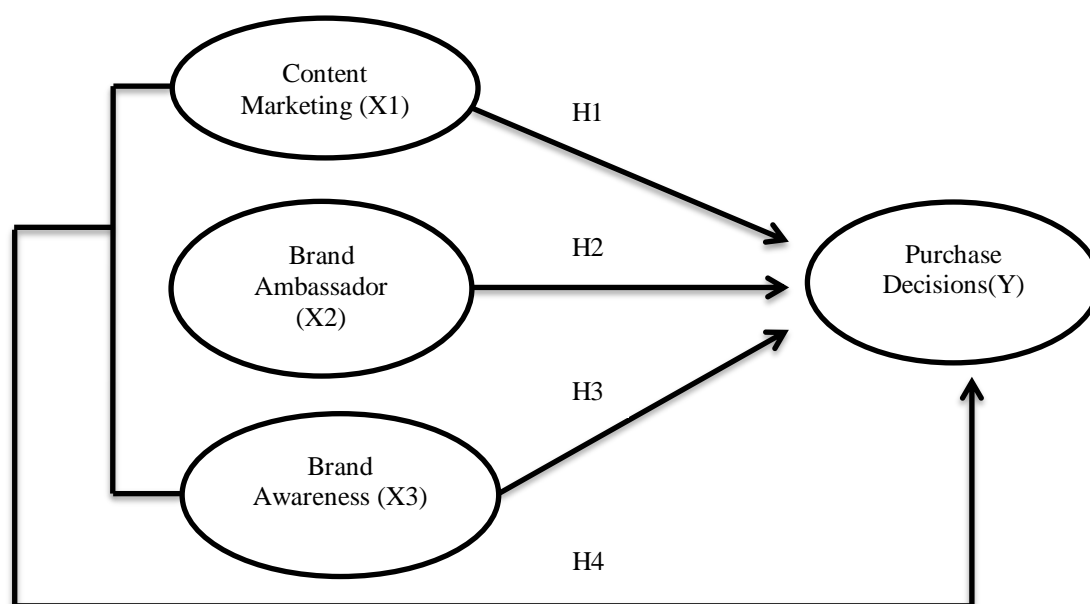 Content
Marketing (X1)
H1
Brand
Ambassador
(X2)
H2
Purchase
Decisions(Y)
H3
Brand
Awareness (X3)
H4